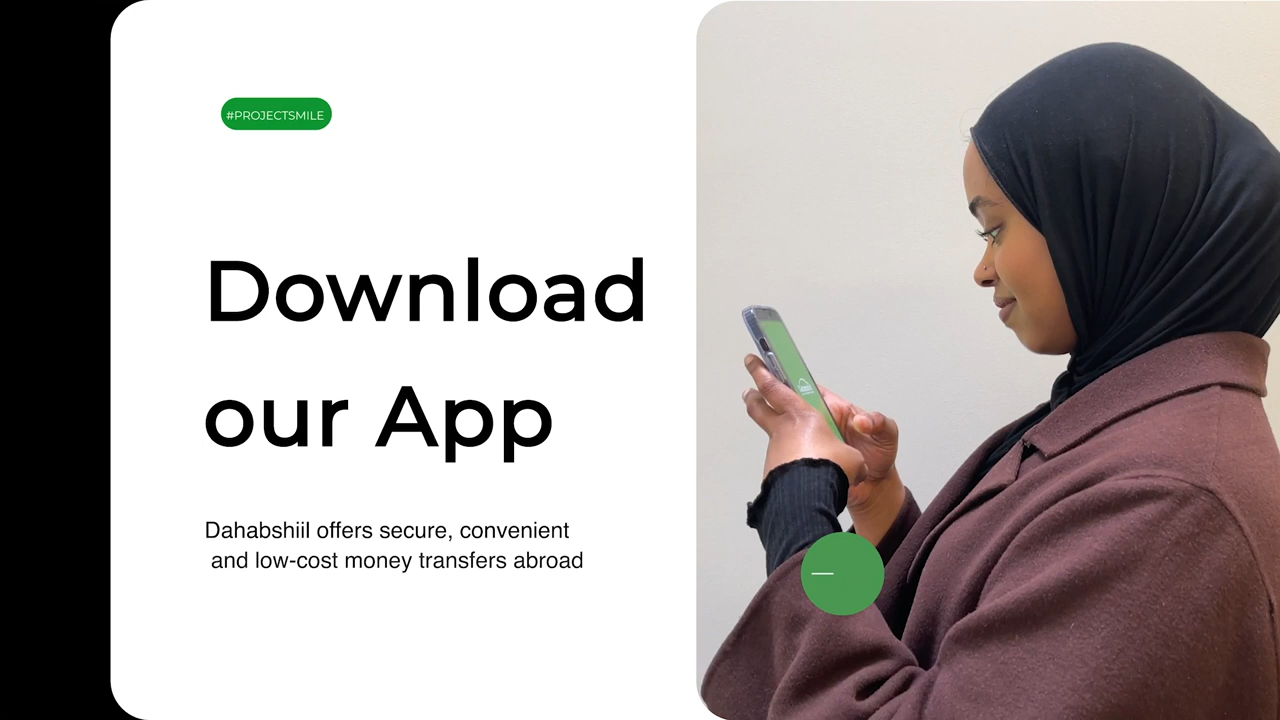 #PROJECTSMILE
Download
our App
Dahabshiil offers secure, convenient
and low-cost money transfers abroad